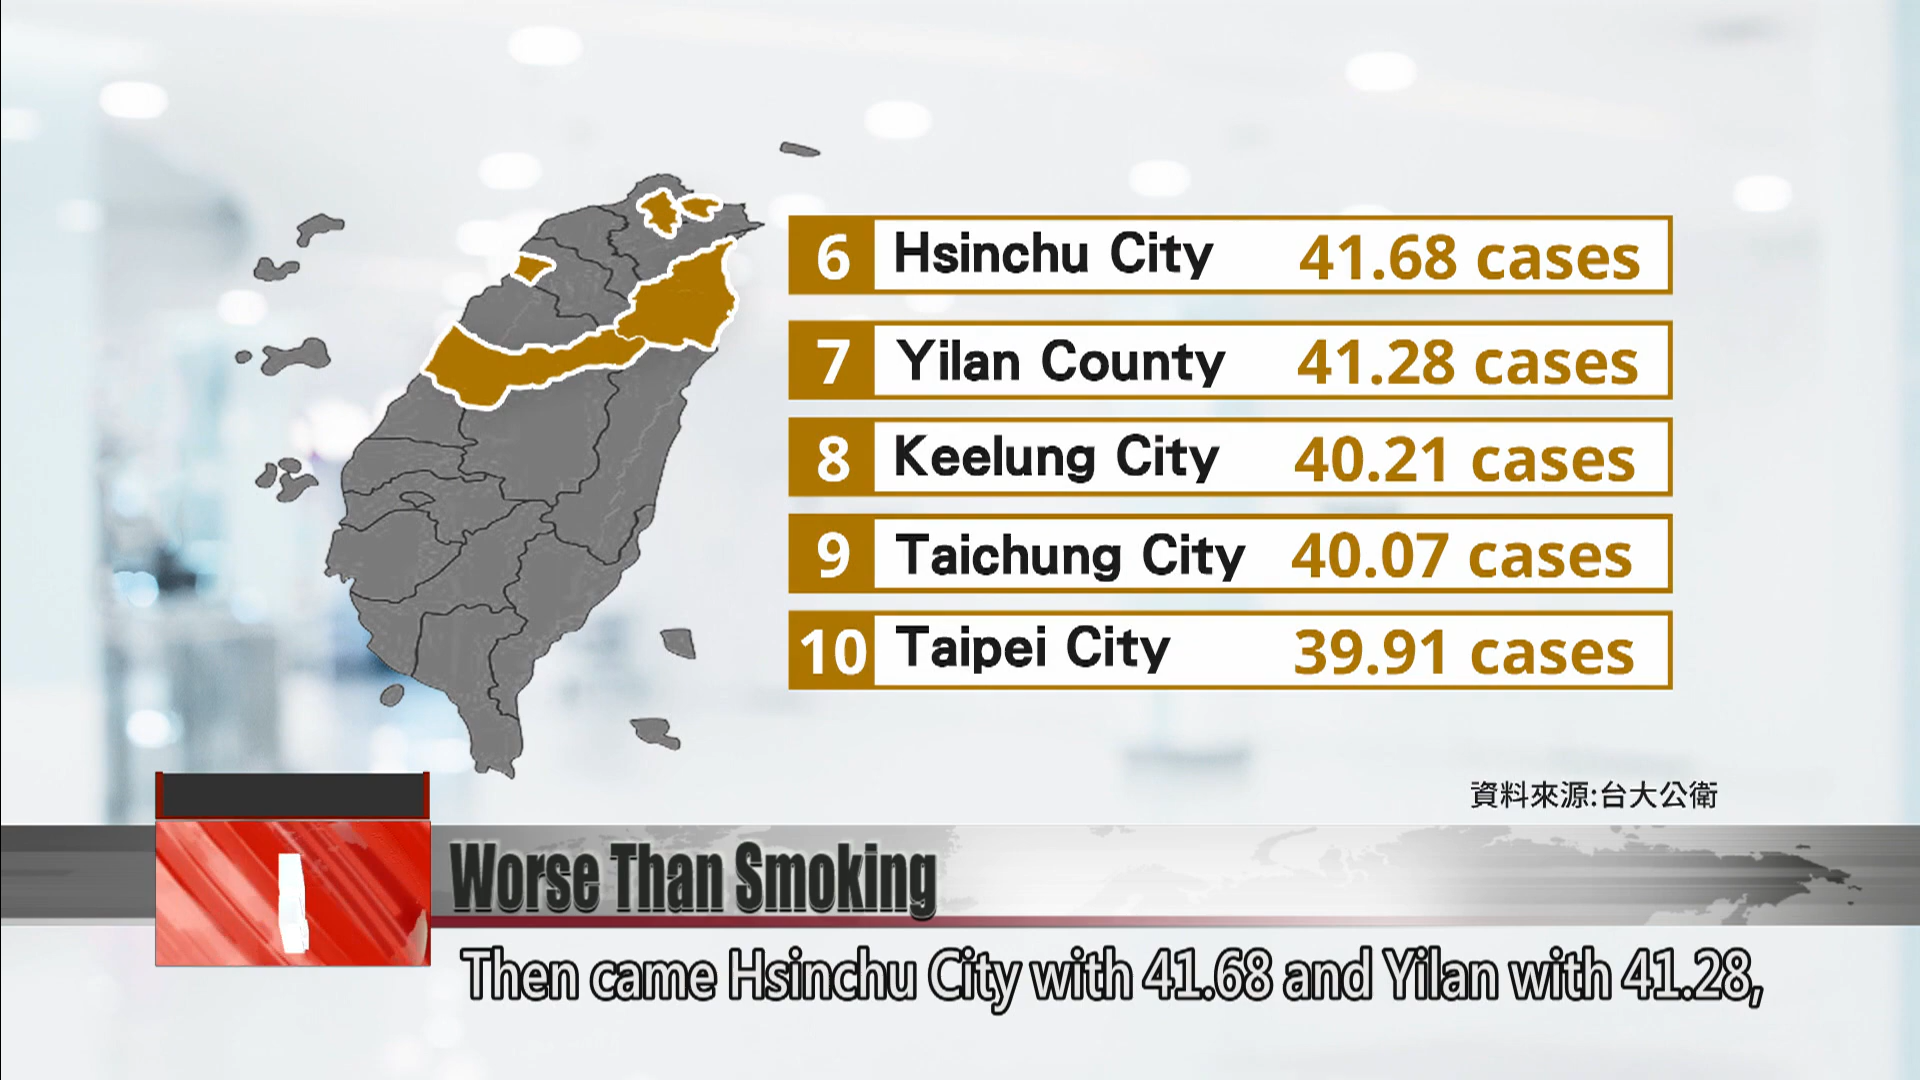 6 Hsinchu City 41.68 cases
7 Yilan County 41.28 cases
8 Keelung City 40.21 cases
9 Taichung City 40.07 cases
10 Taipei City 39.91 cases
資料來源:台大公衛
Worse Than Smoking
Then came Hsinchu City with 41.68 and Yilan with 41.28,